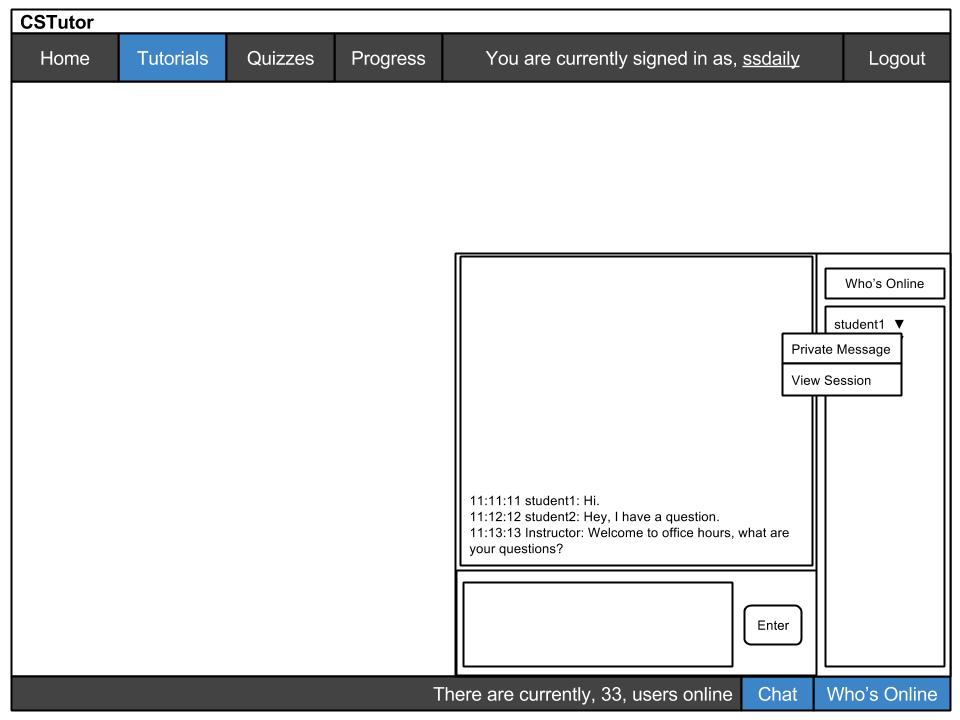 CSTutor
Home Tutorials Quizzes Progress You are currently signed in as, ssdaily Logout
Who's Online
student1 ▼
Private Message
View Session
11:11:11 student1: Hi.
11:12:12 student2: Hey, I have a question.
11:13:13 Instructor: Welcome to office hours, what are
your questions?
Enter
There are currently, 33, users online Chat Who's Online